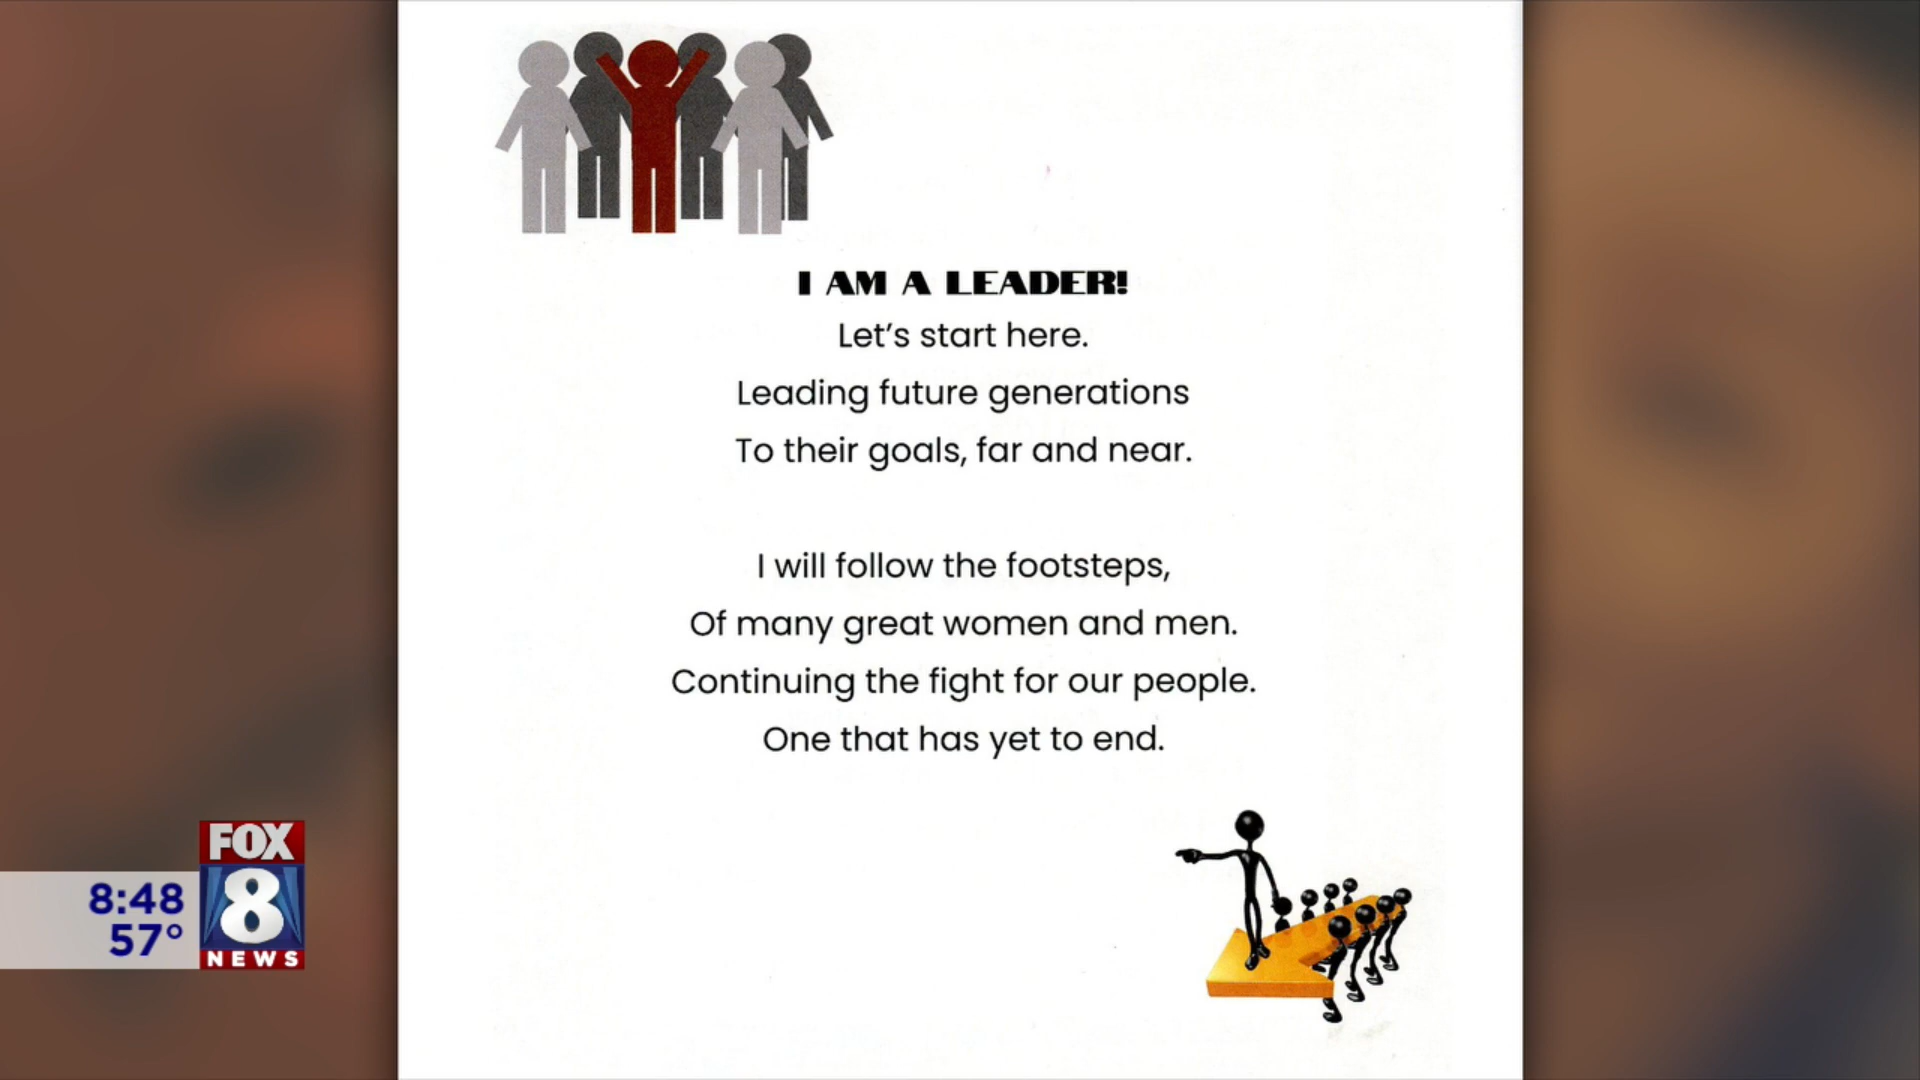 I AM A LEADER!
Let’s start here.
Leading future generations
To their goals, far and near.
I will follow the footsteps,
Of many great women and men.
Continuing the fight for our people.
One that has yet to end.
8:48
57°
FOX
8
NEWS